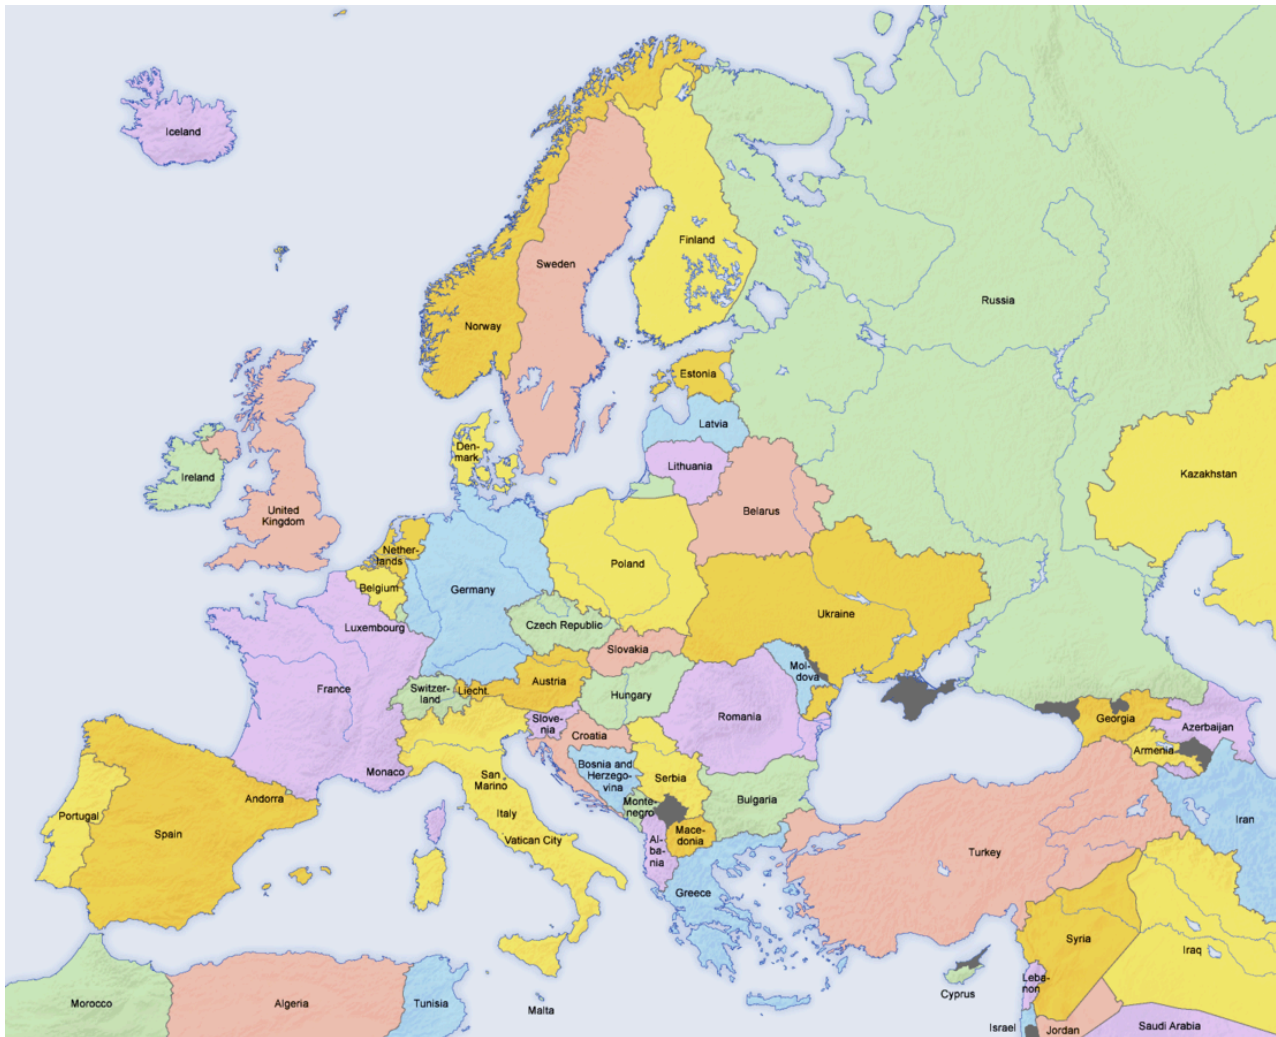 Iceland
Finland
Sweden
Russia
Norway
Estonia
Latvia
Den-
mark
Lithuania
Ireland
Kazakhstan
United
Kingdom
Belarus
Nether-
lands
Poland
Belgium
Germany
Ukraine
Luxembourg
Czech Republic
Slovakia
Mol-
dova
Austria
Switzer-
land
Liecht.
France
Hungary
Romania
Georgia
Slove-
nia
Azerbaijan
Croatia
Armenia
Bosnia and
Herzego-
vina
Monaco
San
Marino
Serbia
Andorra
Bulgaria
Monte-
negro
Portugal
Italy
Iran
Spain
Vatican City
Mace-
donia
Al-
ba-
nia
Turkey
Greece
Syria
Iraq
Leba-
non
Cyprus
Morocco
Algeria
Tunisia
Malta
Israel
Jordan
Saudi Arabia